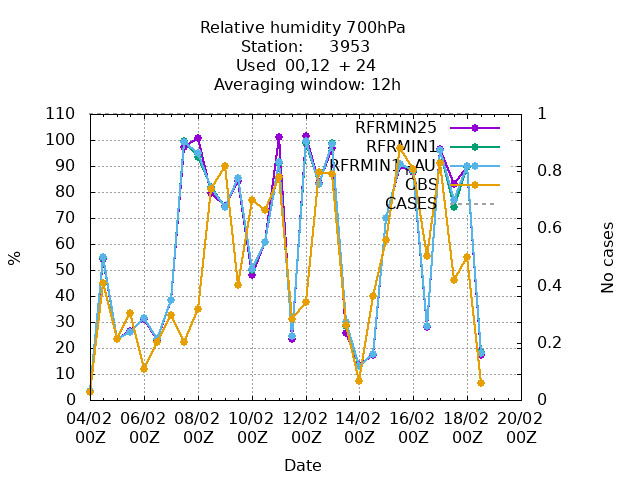 Relative humidity 700hPa
Station: 3953
Used 00,12 + 24
Averaging window: 12h
110
100
90
80
70
60
50
40
30
20
10
0
%
1
0.8
0.6
0.4
0.2
0
No cases
RFRMIN25
RFRMIN1
OBS
CASES
04/02 06/02 08/02 10/02 12/02 14/02 16/02 18/02 20/02
00Z 00Z 00Z 00Z 00Z 00Z 00Z 00Z 00Z
Date